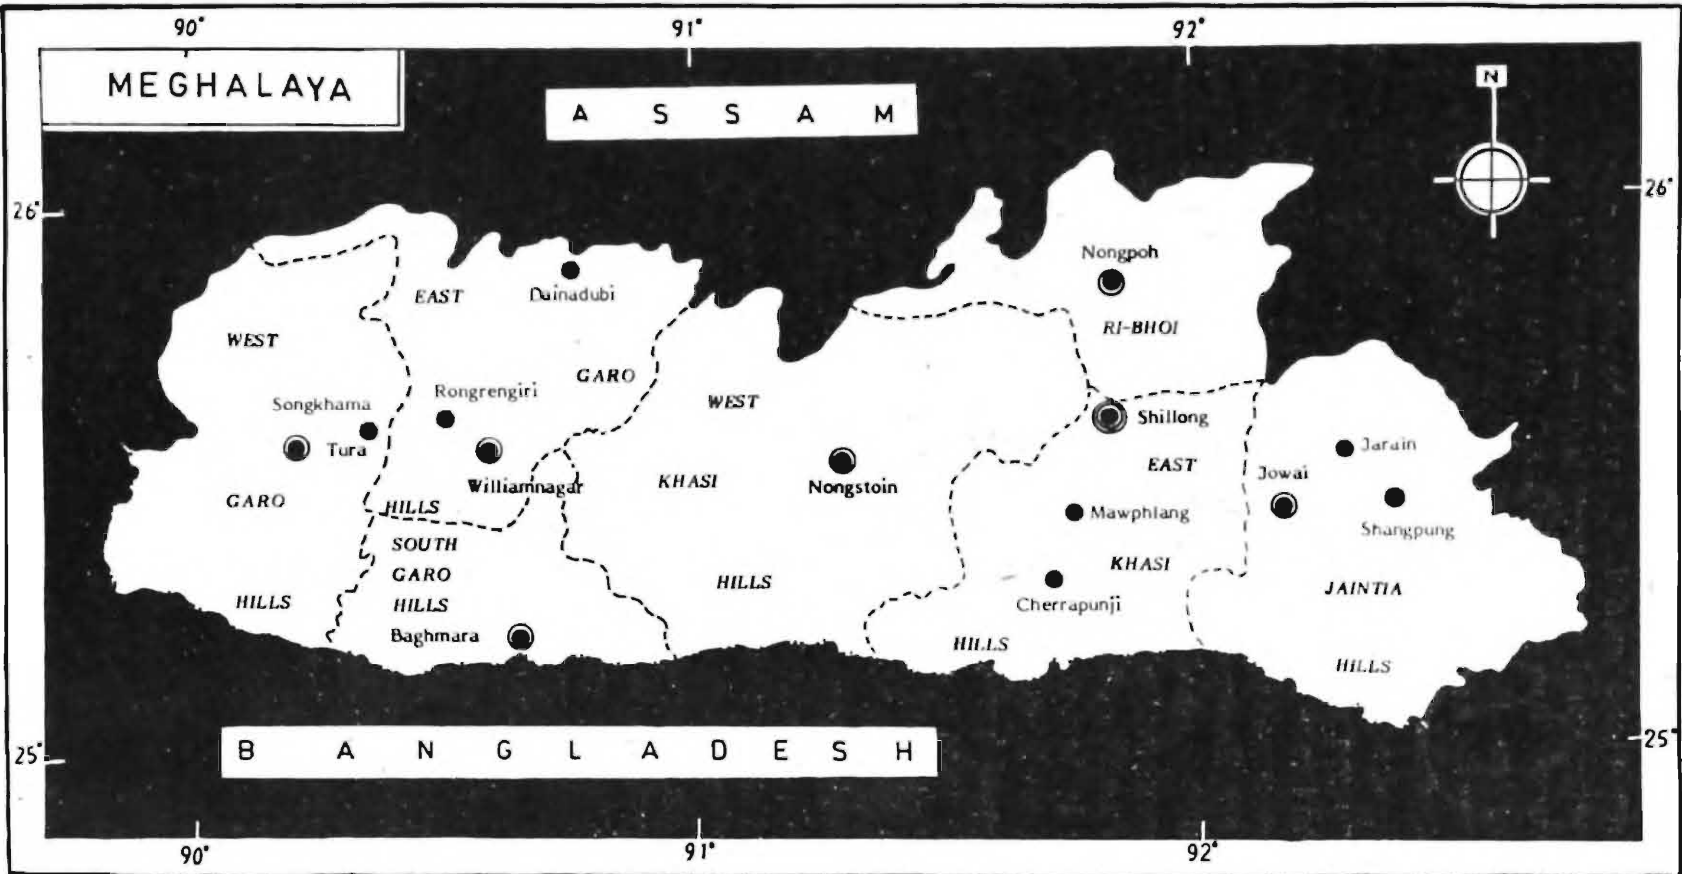 90° 91° 92°
MEGHALAYA
A S S A M
N
26° 26°
Nongpoh
EAST
Dainadubi
RI-BHOI
WEST
GARO
Rongrengiri
WEST
Songkhama
Shillong
Tura
Jarain
EAST
Jowai
KHASI
Williamnagar
Nongstoin
GARO
HILLS
Mawphlang
Shangpung
SOUTH
GARO
KHASI
HILLS
JAINTIA
HILLS
HILLS
Cherrapunji
Baghmara
HILLS
HILLS
B A N G L A D E S H
25° 25°
90° 91° 92°